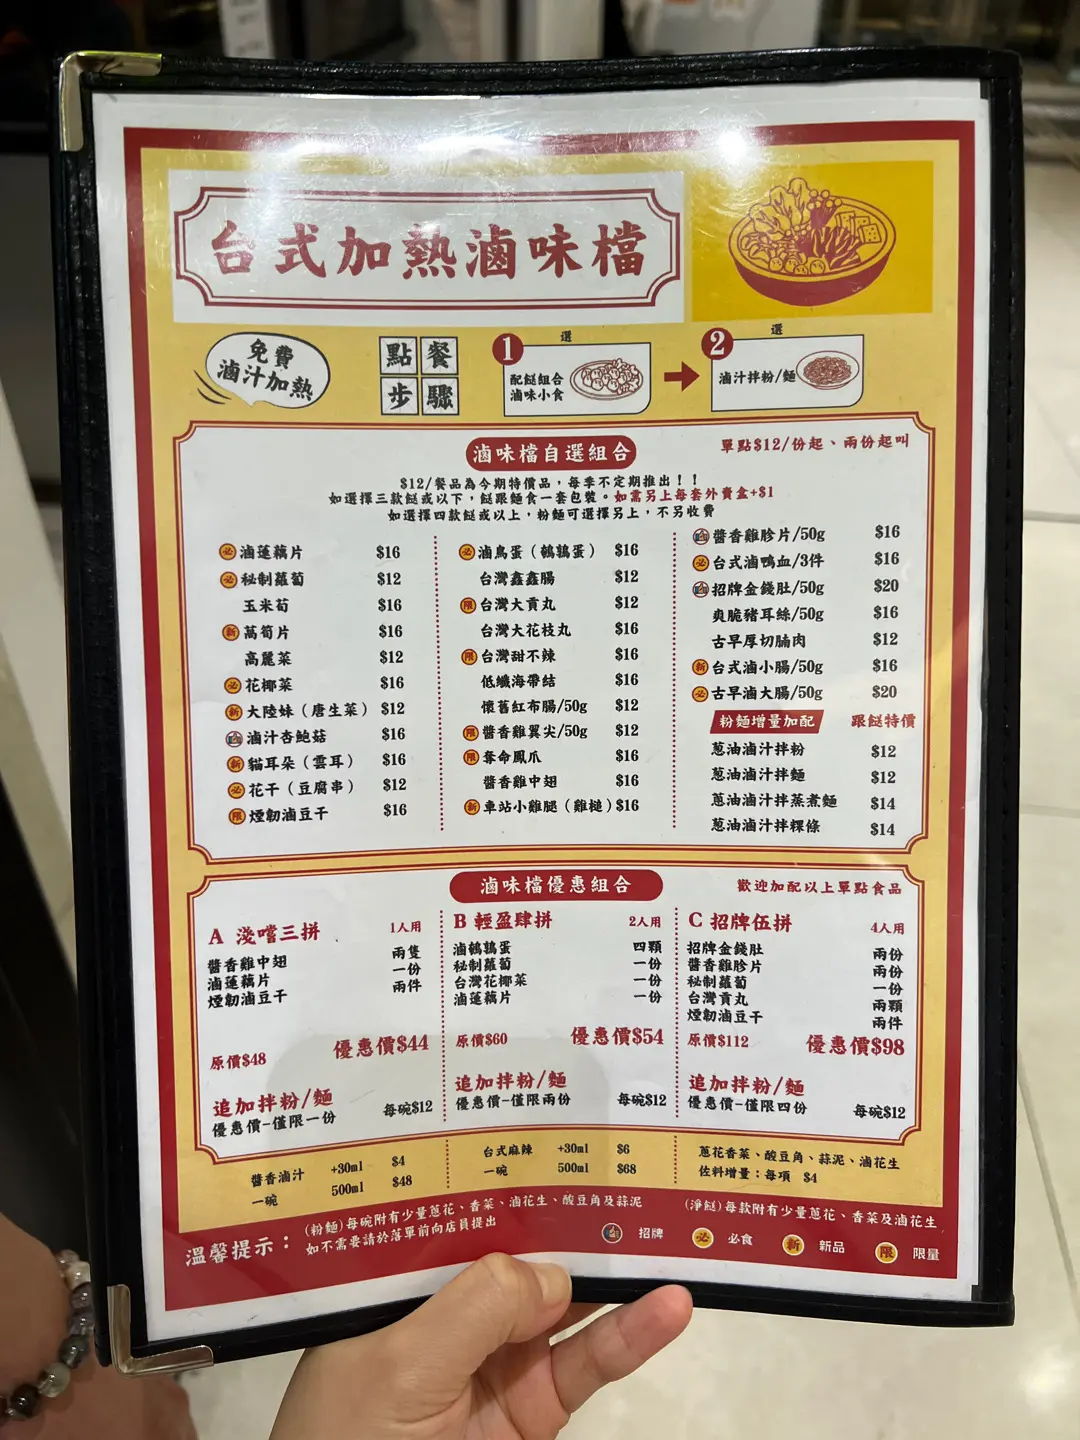 台式加熱滷味檔
免費
滷汁加熱
點餐
步驟
1
選
配餸組合
滷味小食
2
選
滷汁拌粉/麵
滷味檔自選組合
單點$12/份起、兩份起叫
$12/餐品為今期特價品，每季不定期推出！！
如選擇三款餸或以下，餸跟麵食一套包裝。如需另上每套外賣盒+$1
如選擇四款餸或以上，粉麵可選擇另上，不另收費
必 滷蓮藕片 $16
必 秘制蘿蔔 $12
玉米筍 $16
新 萵筍片 $16
高麗菜 $12
必 花椰菜 $16
新 大陸妹（唐生菜） $12
滷汁杏鮑菇 $16
新 貓耳朵（雲耳） $16
必 花干（豆腐串） $12
限 煙韌滷豆干 $16
必 滷鳥蛋（鵪鶉蛋） $16
台灣鑫鑫腸 $12
限 台灣大貢丸 $12
台灣大花枝丸 $16
限 台灣甜不辣 $16
低纖海帶結 $16
懷舊紅布腸/50g $12
限 醬香雞翼尖/50g $12
限 奪命鳳爪 $16
醬香雞中翅 $16
新 車站小雞腿（雞槌） $16
醬香雞胗片/50g $16
必 台式滷鴨血/3件 $16
招牌金錢肚/50g $20
爽脆豬耳絲/50g $16
古早厚切腩肉 $12
新 台式滷小腸/50g $16
必 古早滷大腸/50g $20
粉麵增量加配 跟餸特價
蔥油滷汁拌粉 $12
蔥油滷汁拌麵 $12
蔥油滷汁拌蒸煮麵 $14
蔥油滷汁拌粿條 $14
滷味檔優惠組合
歡迎加配以上單點食品
A 淺嚐三拼 1人用
醬香雞中翅 兩隻
滷蓮藕片 一份
煙韌滷豆干 兩件
原價$48 優惠價$44
追加拌粉/麵
優惠價-僅限一份 每碗$12
B 輕盈肆拼 2人用
滷鵪鶉蛋 四顆
秘制蘿蔔 一份
台灣花椰菜 一份
滷蓮藕片 一份
原價$60 優惠價$54
追加拌粉/麵
優惠價-僅限兩份 每碗$12
C 招牌伍拼 4人用
招牌金錢肚 兩份
醬香雞胗片 兩份
秘制蘿蔔 一份
台灣貢丸 兩顆
煙韌滷豆干 兩件
原價$112 優惠價$98
追加拌粉/麵
優惠價-僅限四份 每碗$12
醬香滷汁 +30ml $4
一碗 500ml $48
台式麻辣 +30ml $6
一碗 500ml $68
蔥花香菜、酸豆角、蒜泥、滷花生
佐料增量：每項 $4
溫馨提示：
(粉麵)每碗附有少量蔥花、香菜、滷花生、酸豆角及蒜泥
如不需要請於落單前向店員提出
(淨餸)每款附有少量蔥花、香菜及滷花生
招牌
必 必食
新 新品
限 限量